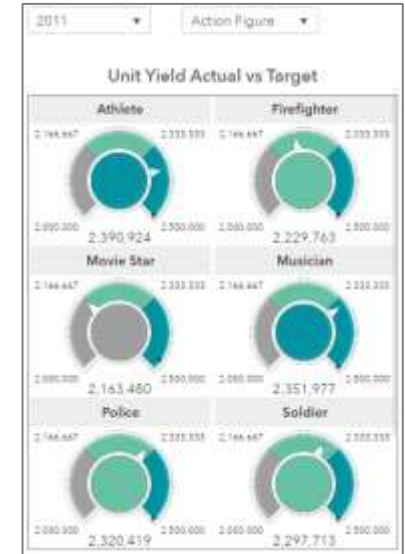 2011 Action Figure
Unit Yield Actual vs Target
Athlete Firefighter
2,166,667 2,333,333 2,166,667 2,333,333
2,000,000 2,500,000 2,000,000 2,500,000
2,390,924 2,229,763
Movie Star Musician
2,166,667 2,333,333 2,166,667 2,333,333
2,000,000 2,500,000 2,000,000 2,500,000
2,163,480 2,351,977
Police Soldier
2,166,667 2,333,333 2,166,667 2,333,333
2,000,000 2,500,000 2,000,000 2,500,000
2,320,419 2,297,713